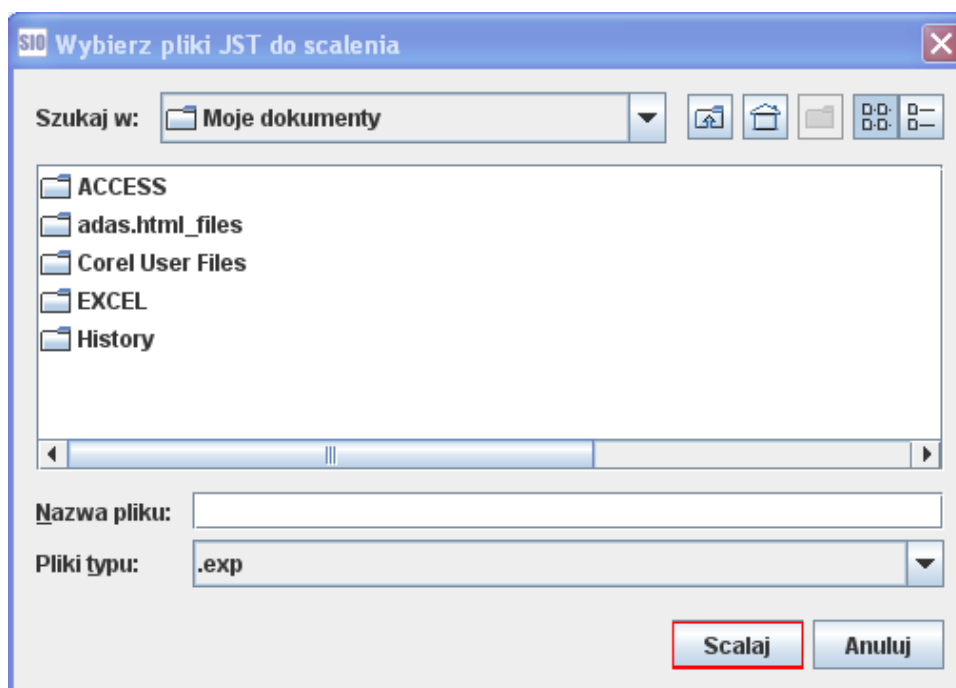 SIO Wybierz pliki JST do scalenia
Szukaj w: Moje dokumenty
ACCESS
adas.html_files
Corel User Files
EXCEL
History
Nazwa pliku:
Pliki typu: .exp
Scalaj Anuluj